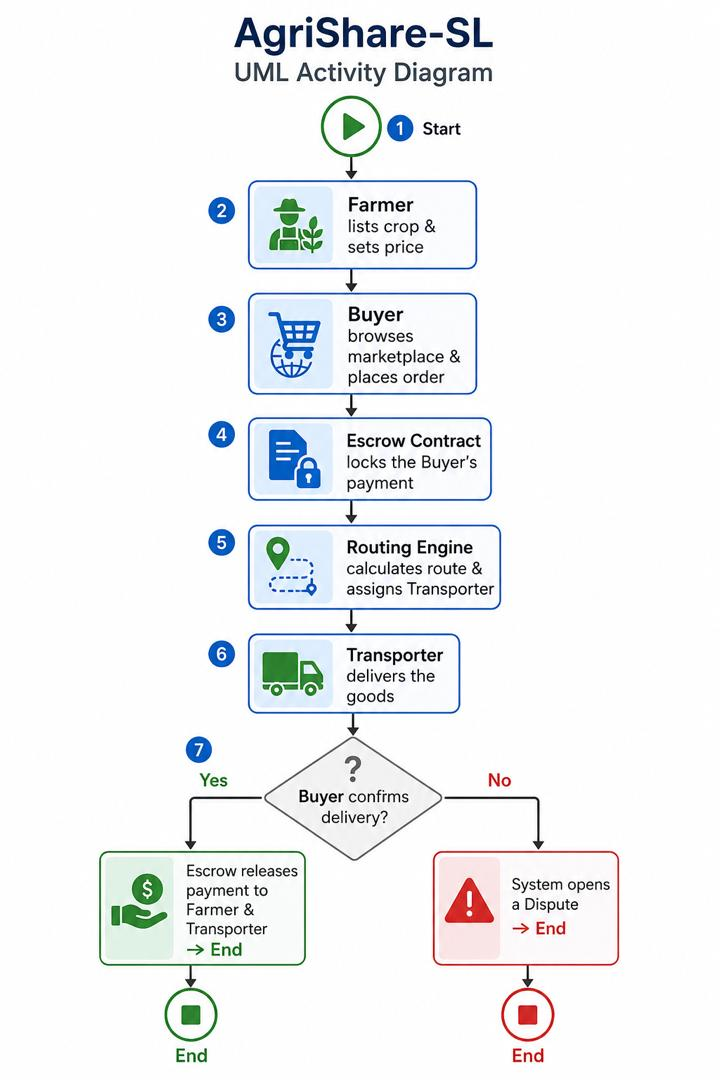 AgriShare-SL
UML Activity Diagram
1 Start
2
Farmer
lists crop &
sets price
3
Buyer
browses
marketplace &
places order
4
Escrow Contract
locks the Buyer's
payment
5
Routing Engine
calculates route &
assigns Transporter
6
Transporter
delivers the
goods
7
?
Buyer confrms
delivery?
Yes
No
$
Escrow releases
payment to
Farmer &
Transporter
→ End
End
!
System opens
a Dispute
→ End
End